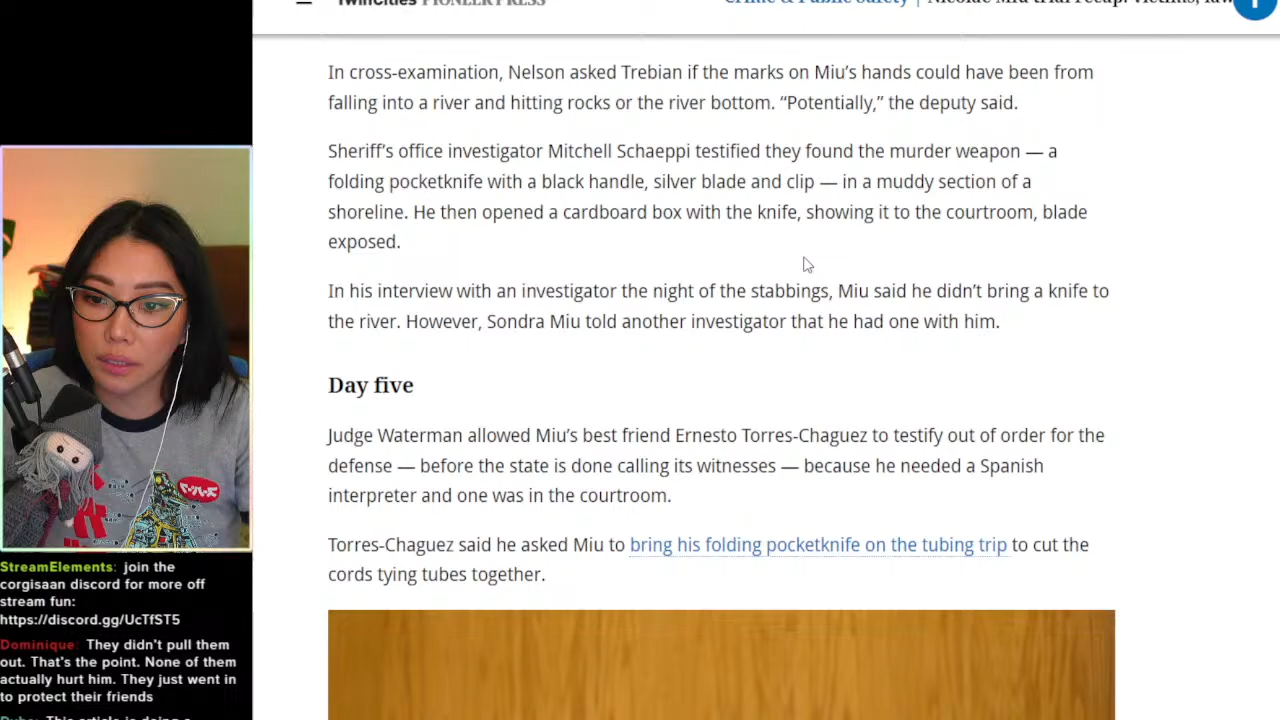 TwinCities PIONEER PRESS
Crime & Public Safety | Nicolae Miu trial recap: Victims, law
In cross-examination, Nelson asked Trebian if the marks on Miu’s hands could have been from
falling into a river and hitting rocks or the river bottom. “Potentially,” the deputy said.
Sheriff’s office investigator Mitchell Schaeppi testified they found the murder weapon — a
folding pocketknife with a black handle, silver blade and clip — in a muddy section of a
shoreline. He then opened a cardboard box with the knife, showing it to the courtroom, blade
exposed.
In his interview with an investigator the night of the stabbings, Miu said he didn’t bring a knife to
the river. However, Sondra Miu told another investigator that he had one with him.
Day five
Judge Waterman allowed Miu’s best friend Ernesto Torres-Chaguez to testify out of order for the
defense — before the state is done calling its witnesses — because he needed a Spanish
interpreter and one was in the courtroom.
Torres-Chaguez said he asked Miu to bring his folding pocketknife on the tubing trip to cut the
cords tying tubes together.
StreamElements: join the
corgisaan discord for more off
stream fun:
https://discord.gg/UcTfST5
Dominique: They didn't pull them
out. That's the point. None of them
actually hurt him. They just went in
to protect their friends
This article is doing a